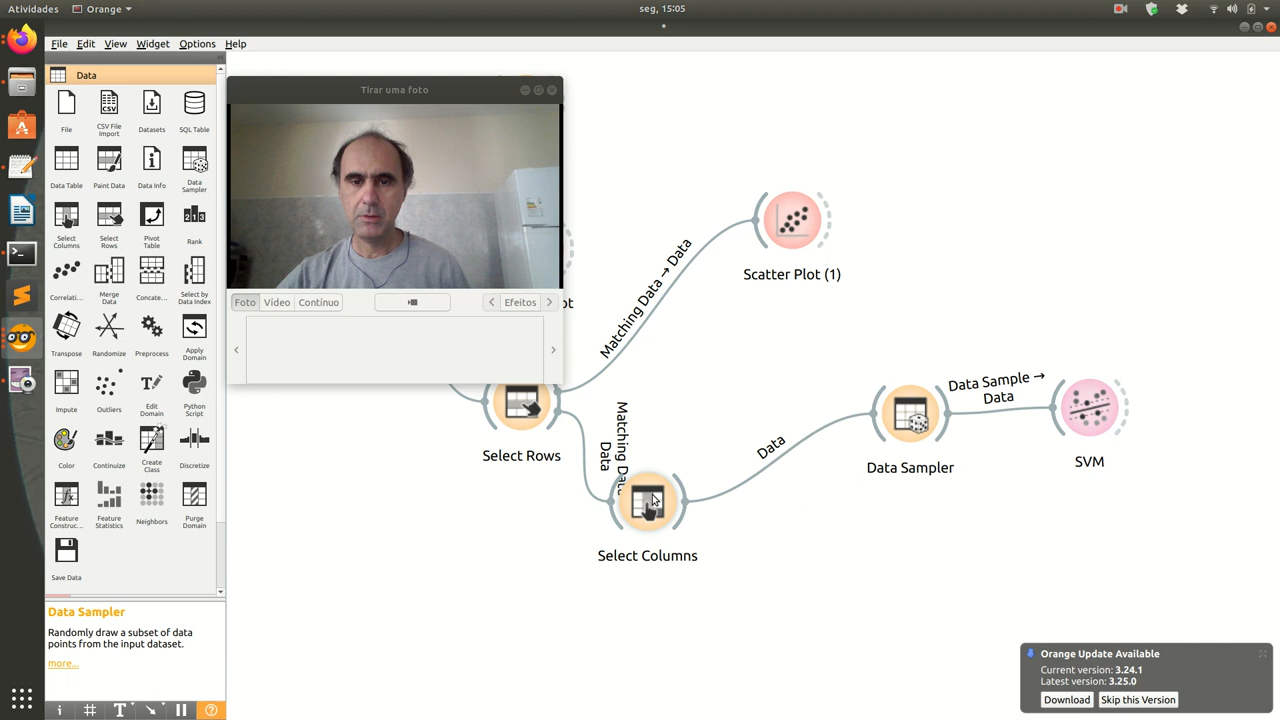 Atividades
Orange
seg, 15:05
File Edit View Widget Options Help
Data
File
CSV File Import
Datasets
SQL Table
Data Table
Paint Data
Data Info
Data Sampler
Select Columns
Select Rows
Pivot Table
Rank
Correlati...
Merge Data
Conca­te...
Select by Data Index
Transpose
Randomize
Preprocess
Apply Domain
Impute
Outliers
Edit Domain
Python Script
Color
Continuize
Create Class
Discretize
Feature Construc...
Feature Statistics
Neighbors
Purge Domain
Save Data
Data Sampler
Randomly draw a subset of data
points from the input dataset.
more...
Tirar uma foto
Foto Vídeo Contínuo
Efeitos
ot
Matching Data → Data
Scatter Plot (1)
Select Rows
Matching Data
Data
Select Columns
Data
Data Sampler
Data Sample →
Data
SVM
Orange Update Available
Current version: 3.24.1
Latest version: 3.25.0
Download Skip this Version